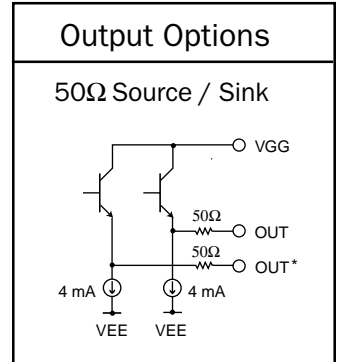 Output Options
50Ω Source / Sink
VGG
50Ω
OUT
50Ω
OUT*
4 mA
4 mA
VEE
VEE